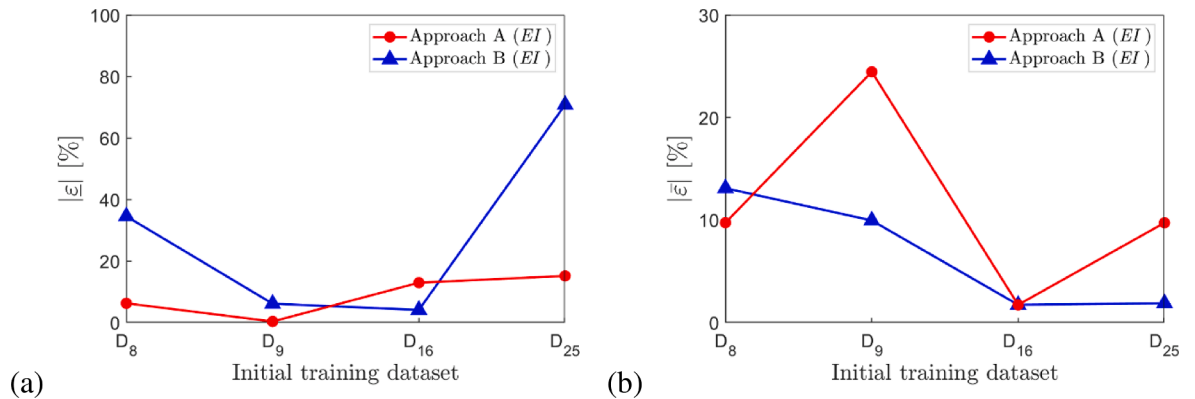 100
80
60
40
20
0
|ε| [%]
Approach A (EI)
Approach B (EI)
D8 D9 D16 D25
Initial training dataset
(a)
30
20
10
0
|ε̄| [%]
Approach A (EI)
Approach B (EI)
D8 D9 D16 D25
Initial training dataset
(b)